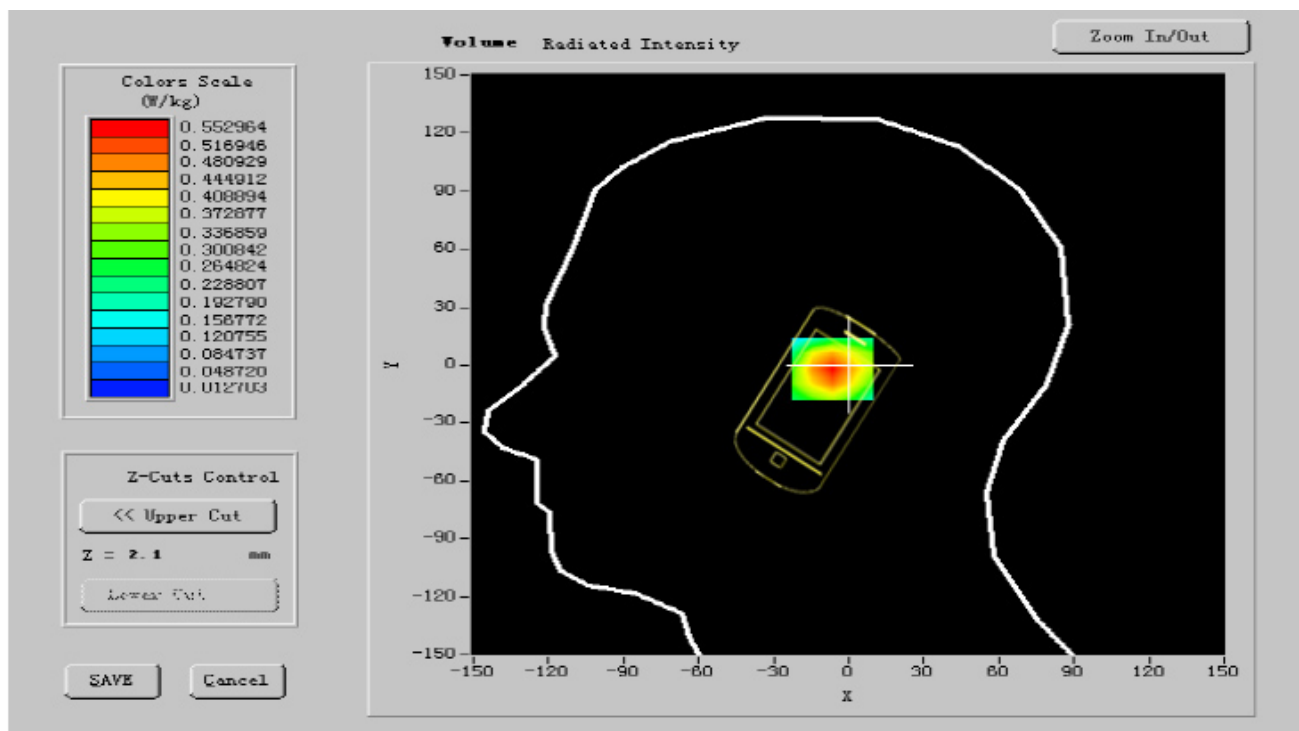 Volume Radiated Intensity
Zoom In/Out
Colors Scale
(W/kg)
0.552964
0.516946
0.480929
0.444912
0.408894
0.372877
0.336859
0.300842
0.264824
0.228807
0.192790
0.156772
0.120755
0.084737
0.048720
0.012703
Z-Cuts Control
<< Upper Cut
Z = 2.1 mm
Lower Cut
SAVE Cancel
150
120
90
60
30
0
-30
-60
-90
-120
-150
Y
-150 -120 -90 -60 -30 0 30 60 90 120 150
X